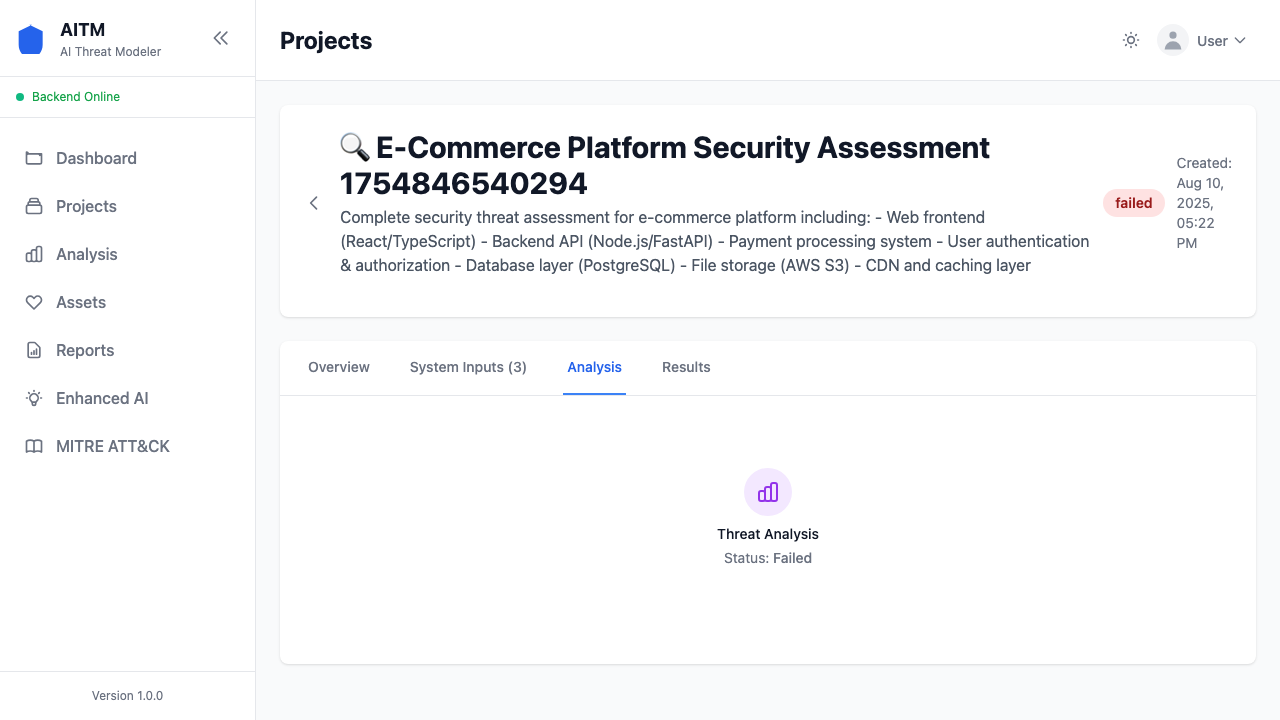 AITM
AI Threat Modeler
Backend Online
Dashboard
Projects
Analysis
Assets
Reports
Enhanced AI
MITRE ATT&CK
Version 1.0.0
Projects
User
🔍 E-Commerce Platform Security Assessment
1754846540294
Complete security threat assessment for e-commerce platform including: - Web frontend
(React/TypeScript) - Backend API (Node.js/FastAPI) - Payment processing system - User authentication
& authorization - Database layer (PostgreSQL) - File storage (AWS S3) - CDN and caching layer
failed
Created:
Aug 10,
2025,
05:22
PM
Overview
System Inputs (3)
Analysis
Results
Threat Analysis
Status: Failed